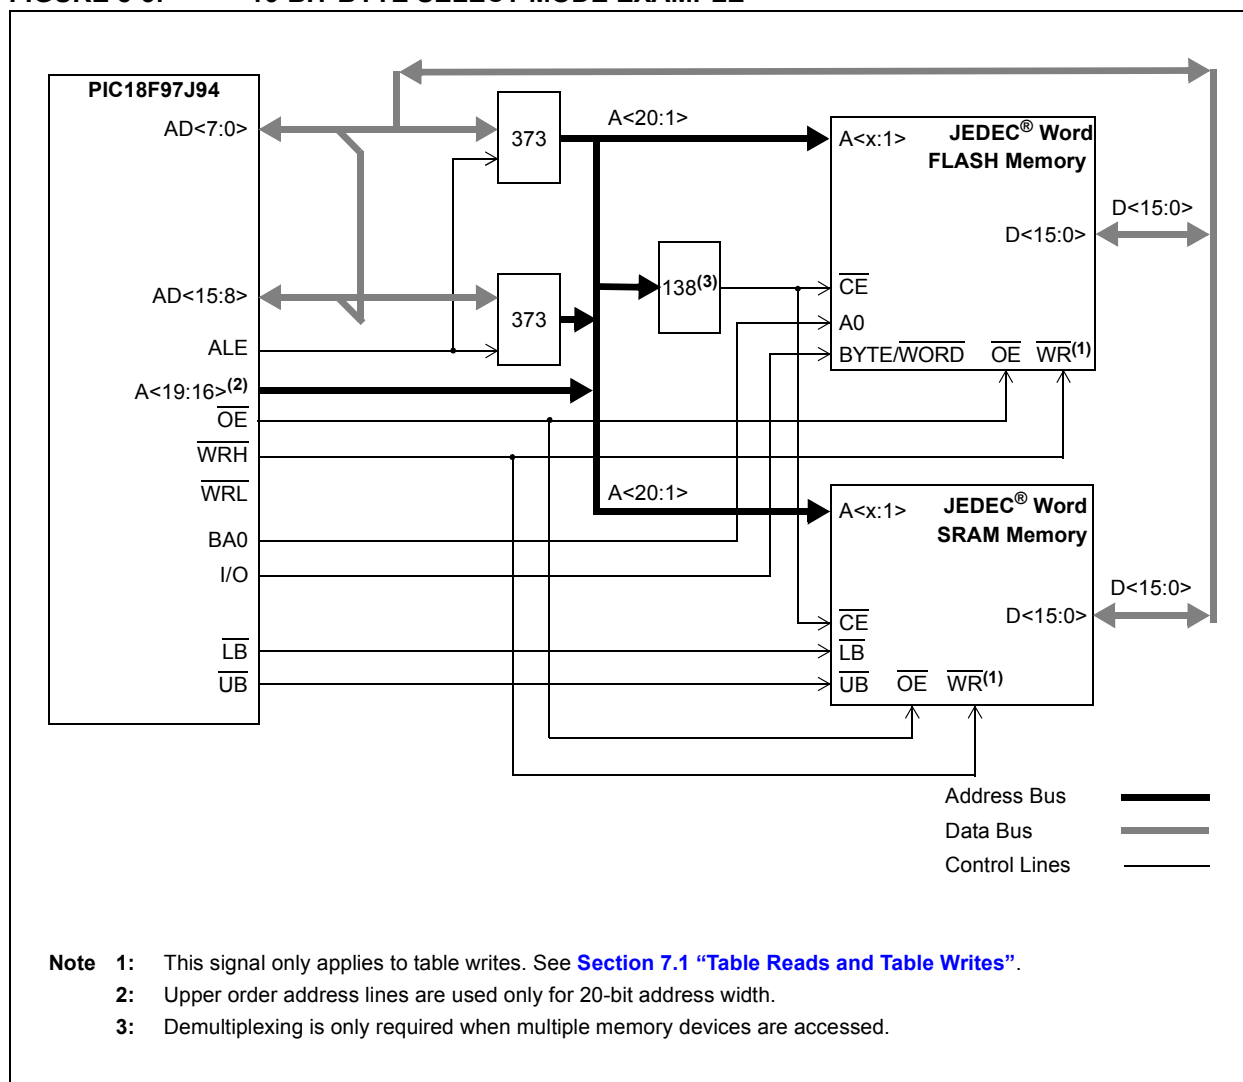 PIC18F97J94
AD<7:0>
373
A<20:1>
A<x:1>
JEDEC® Word
FLASH Memory
D<15:0>
D<15:0>
AD<15:8>
373
138(3)
CE
A0
BYTE/WORD
OE
WR(1)
ALE
A<19:16>(2)
OE
WRH
WRL
BA0
I/O
LB
UB
A<20:1>
A<x:1>
JEDEC® Word
SRAM Memory
D<15:0>
D<15:0>
CE
LB
UB
OE
WR(1)
Address Bus
Data Bus
Control Lines
Note 1: This signal only applies to table writes. See Section 7.1 “Table Reads and Table Writes”.
2: Upper order address lines are used only for 20-bit address width.
3: Demultiplexing is only required when multiple memory devices are accessed.